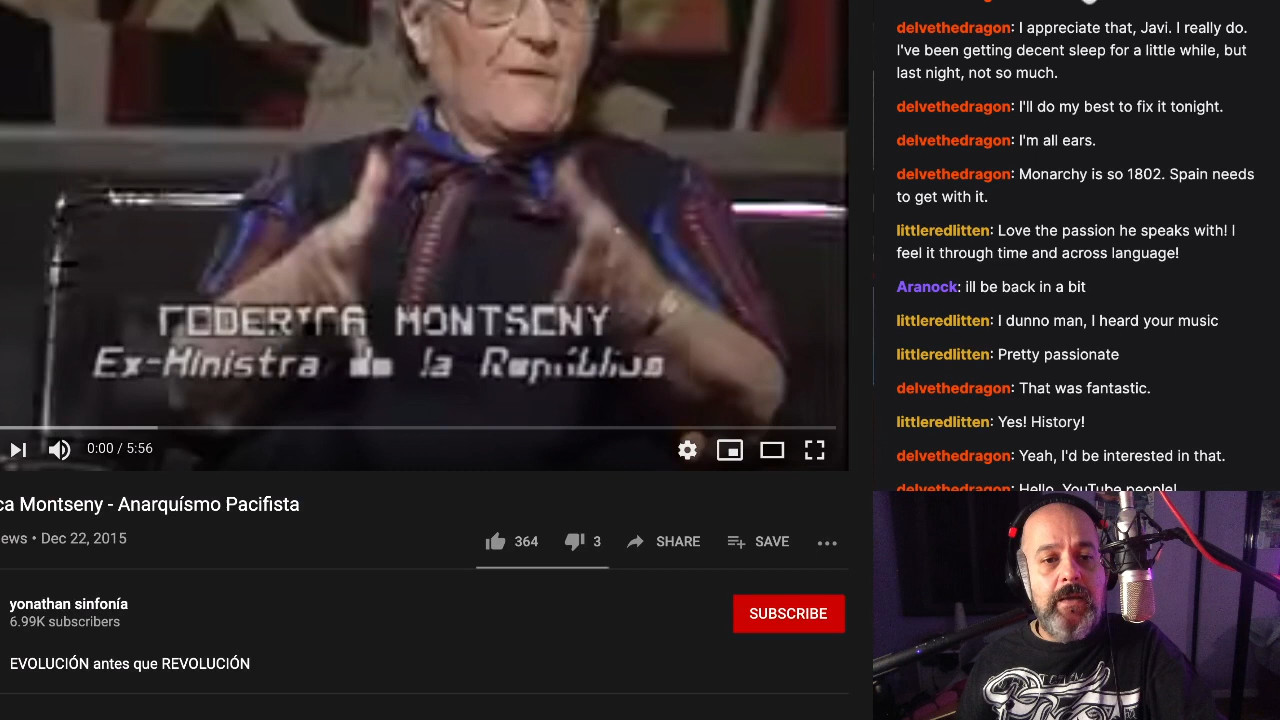 delvethedragon: I appreciate that, Javi. I really do.
I've been getting decent sleep for a little while, but
last night, not so much.
delvethedragon: I'll do my best to fix it tonight.
delvethedragon: I'm all ears.
delvethedragon: Monarchy is so 1802. Spain needs
to get with it.
littleredlitten: Love the passion he speaks with! I
feel it through time and across language!
Aranock: ill be back in a bit
littleredlitten: I dunno man, I heard your music
littleredlitten: Pretty passionate
delvethedragon: That was fantastic.
littleredlitten: Yes! History!
delvethedragon: Yeah, I'd be interested in that.
delvethedragon: Hello, YouTube people!
FEDERICA MONTSENY
Ex-Ministra de la República
0:00 / 5:56
ca Montseny - Anarquísmo Pacifista
ews • Dec 22, 2015
364
3
SHARE
SAVE
yonathan sinfonía
6.99K subscribers
SUBSCRIBE
EVOLUCIÓN antes que REVOLUCIÓN